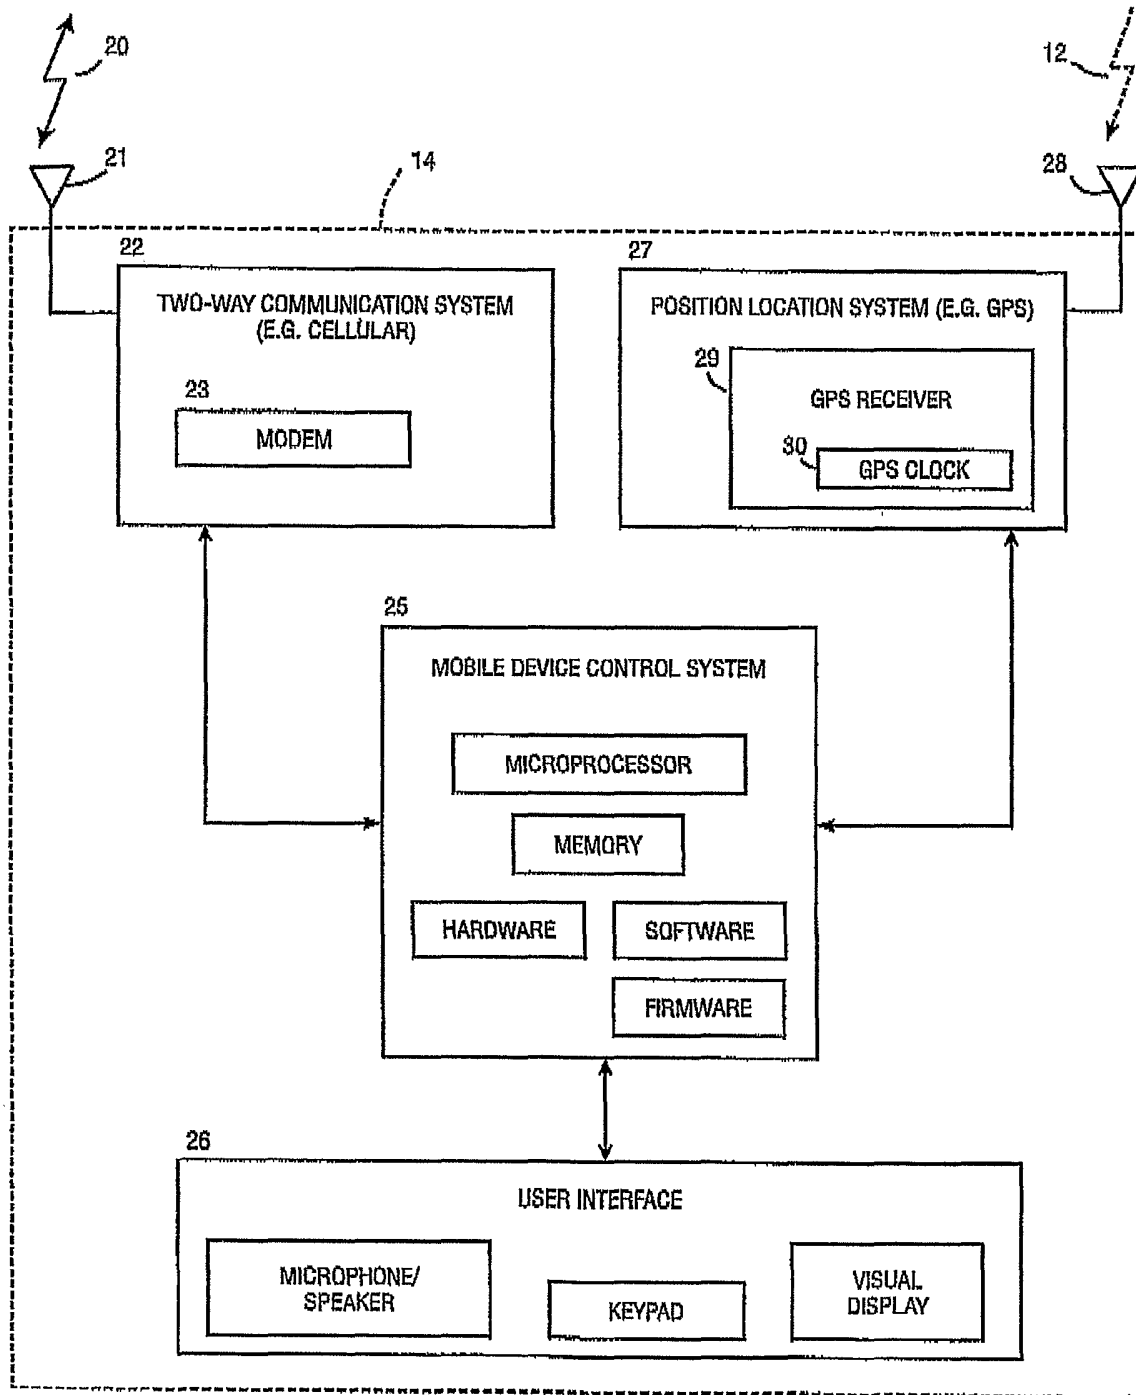 20
12
21
14
28
22
27
TWO-WAY COMMUNICATION SYSTEM
(E.G. CELLULAR)
POSITION LOCATION SYSTEM (E.G. GPS)
23
MODEM
29
GPS RECEIVER
30
GPS CLOCK
25
MOBILE DEVICE CONTROL SYSTEM
MICROPROCESSOR
MEMORY
HARDWARE
SOFTWARE
FIRMWARE
26
USER INTERFACE
MICROPHONE/
SPEAKER
KEYPAD
VISUAL
DISPLAY